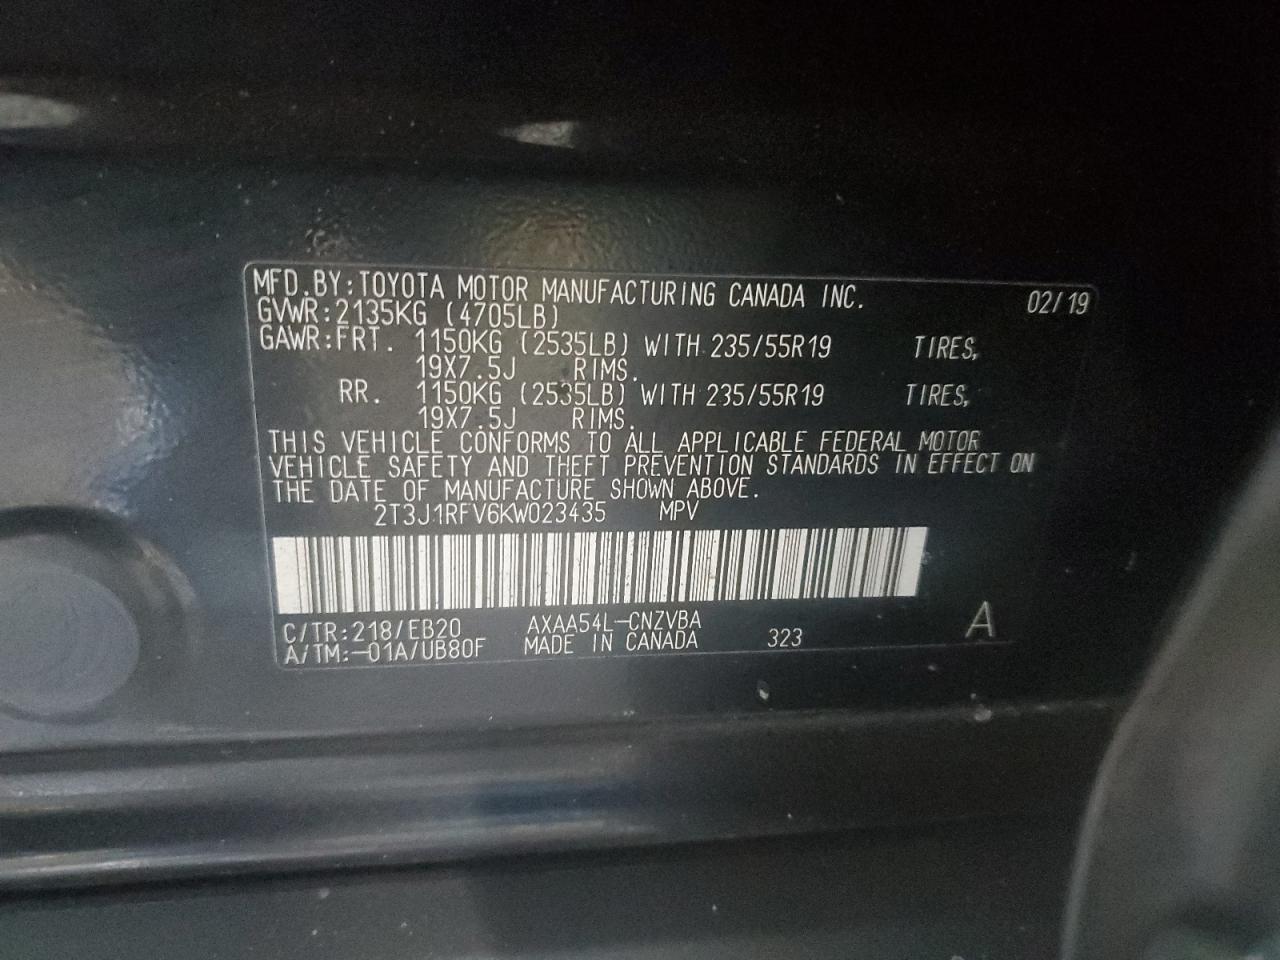 MFD.BY:TOYOTA MOTOR MANUFACTURING CANADA INC. 02/19
GVWR:2135KG (4705LB)
GAWR:FRT. 1150KG (2535LB) WITH 235/55R19 TIRES,
19X7.5J RIMS.
RR. 1150KG (2535LB) WITH 235/55R19 TIRES,
19X7.5J RIMS.
THIS VEHICLE CONFORMS TO ALL APPLICABLE FEDERAL MOTOR
VEHICLE SAFETY AND THEFT PREVENTION STANDARDS IN EFFECT ON
THE DATE OF MANUFACTURE SHOWN ABOVE.
2T3J1RFV6KW023435 MPV
C/TR:218/EB20 AXAA54L-CNZVBA
A/TM:-01A/UB80F MADE IN CANADA 323 A